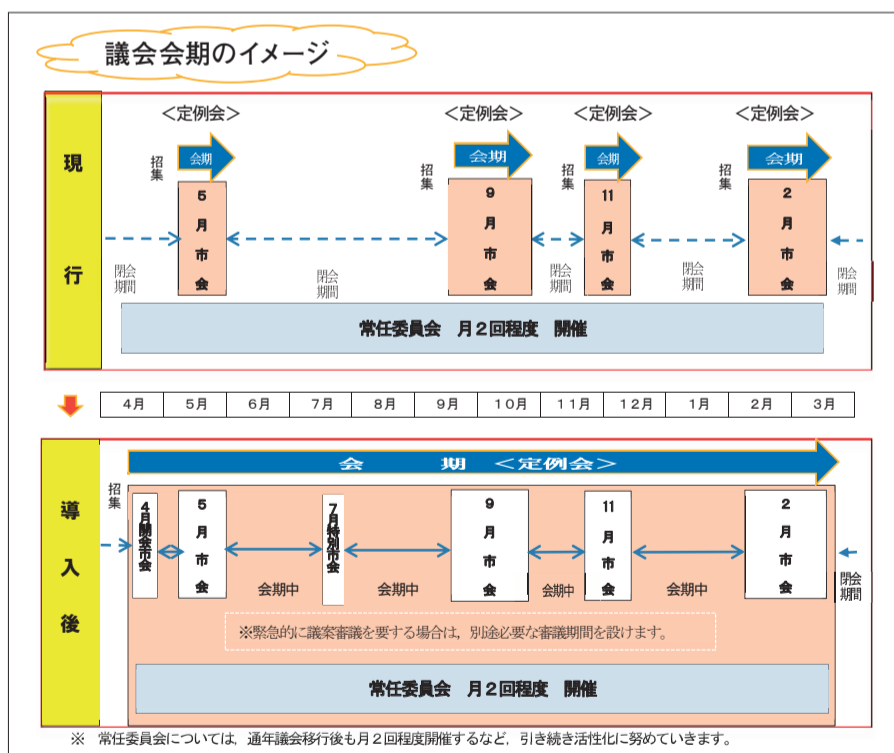 議会会期のイメージ
現行
<定例会> <定例会> <定例会> <定例会>
招集 会期 招集 会期 招集 会期 招集 会期
5月市会 9月市会 11月市会 2月市会
閉会期間 閉会期間 閉会期間 閉会期間 閉会期間
常任委員会 月2回程度 開催
4月 5月 6月 7月 8月 9月 10月 11月 12月 1月 2月 3月
導入後
会期 <定例会>
招集
4月開会市会 5月市会 7月特別市会 9月市会 11月市会 2月市会
会期中 会期中 会期中 会期中 閉会期間
※緊急的に議案審議を要する場合は,別途必要な審議期間を設けます。
常任委員会 月2回程度 開催
※ 常任委員会については,通年議会移行後も月2回程度開催するなど,引き続き活性化に努めていきます。